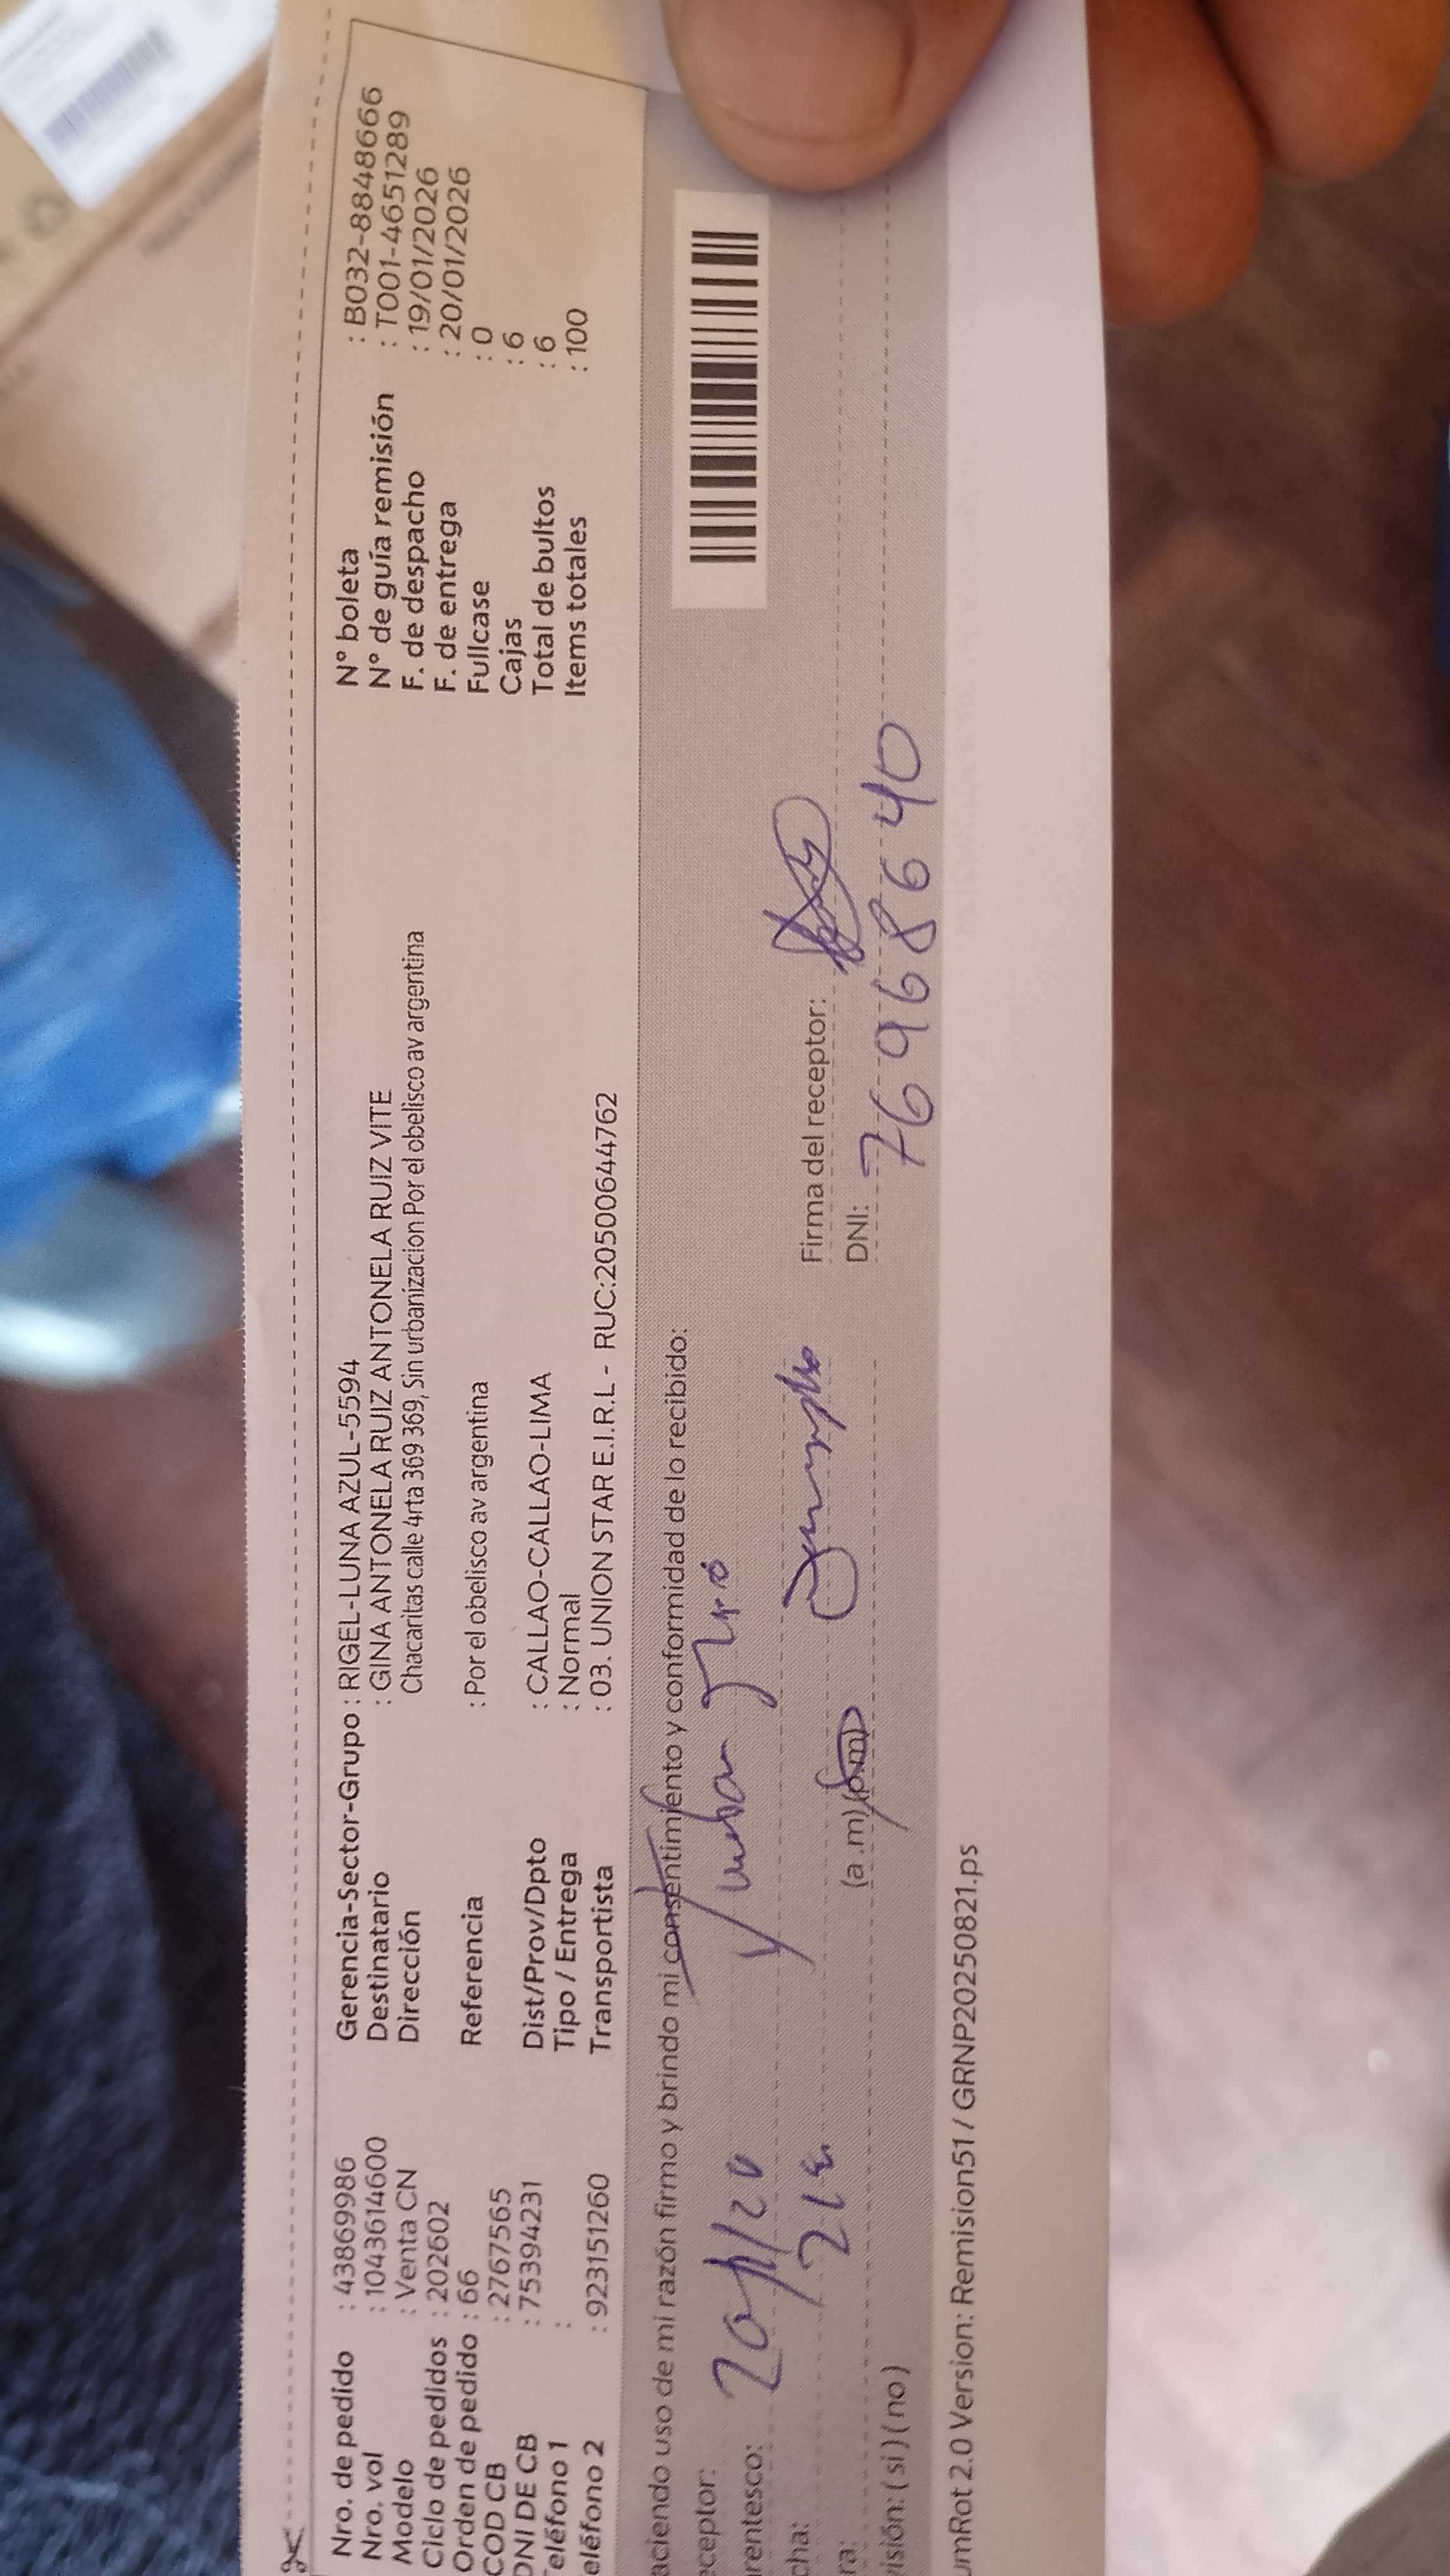 Nro. de pedido : 43869986
Nro. vol : 1043614600
Modelo : Venta CN
Ciclo de pedidos : 202602
Orden de pedido : 66
COD CB : 2767565
DNI DE CB : 75394231
eléfono 1 :
eléfono 2 : 923151260
Gerencia-Sector-Grupo : RIGEL-LUNA AZUL-5594
Destinatario : GINA ANTONELA RUIZ ANTONELA RUIZ VITE
Dirección Chacaritas calle 4rta 369 369, Sin urbanizacion Por el obelisco av argentina
Referencia : Por el obelisco av argentina
Dist/Prov/Dpto : CALLAO-CALLAO-LIMA
Tipo / Entrega : Normal
Transportista : 03. UNION STAR E.I.R.L - RUC:20500644762
N° boleta : B032-8848666
N° de guía remisión : T001-46512​89
F. de despacho : 19/01/2026
F. de entrega : 20/01/2026
Fullcase : 0
Cajas : 6
Total de bultos : 6
Items totales : 100
aciendo uso de mi razón firmo y brindo mi consentimiento y conformidad de lo recibido:
eceptor:
rentesco:
cha:
ra: (a .m) (p.m)
isión: ( si ) ( no )
Firma del receptor:
DNI: 76968640
umRot 2.0 Version: Remision51 / GRNP20250821.ps